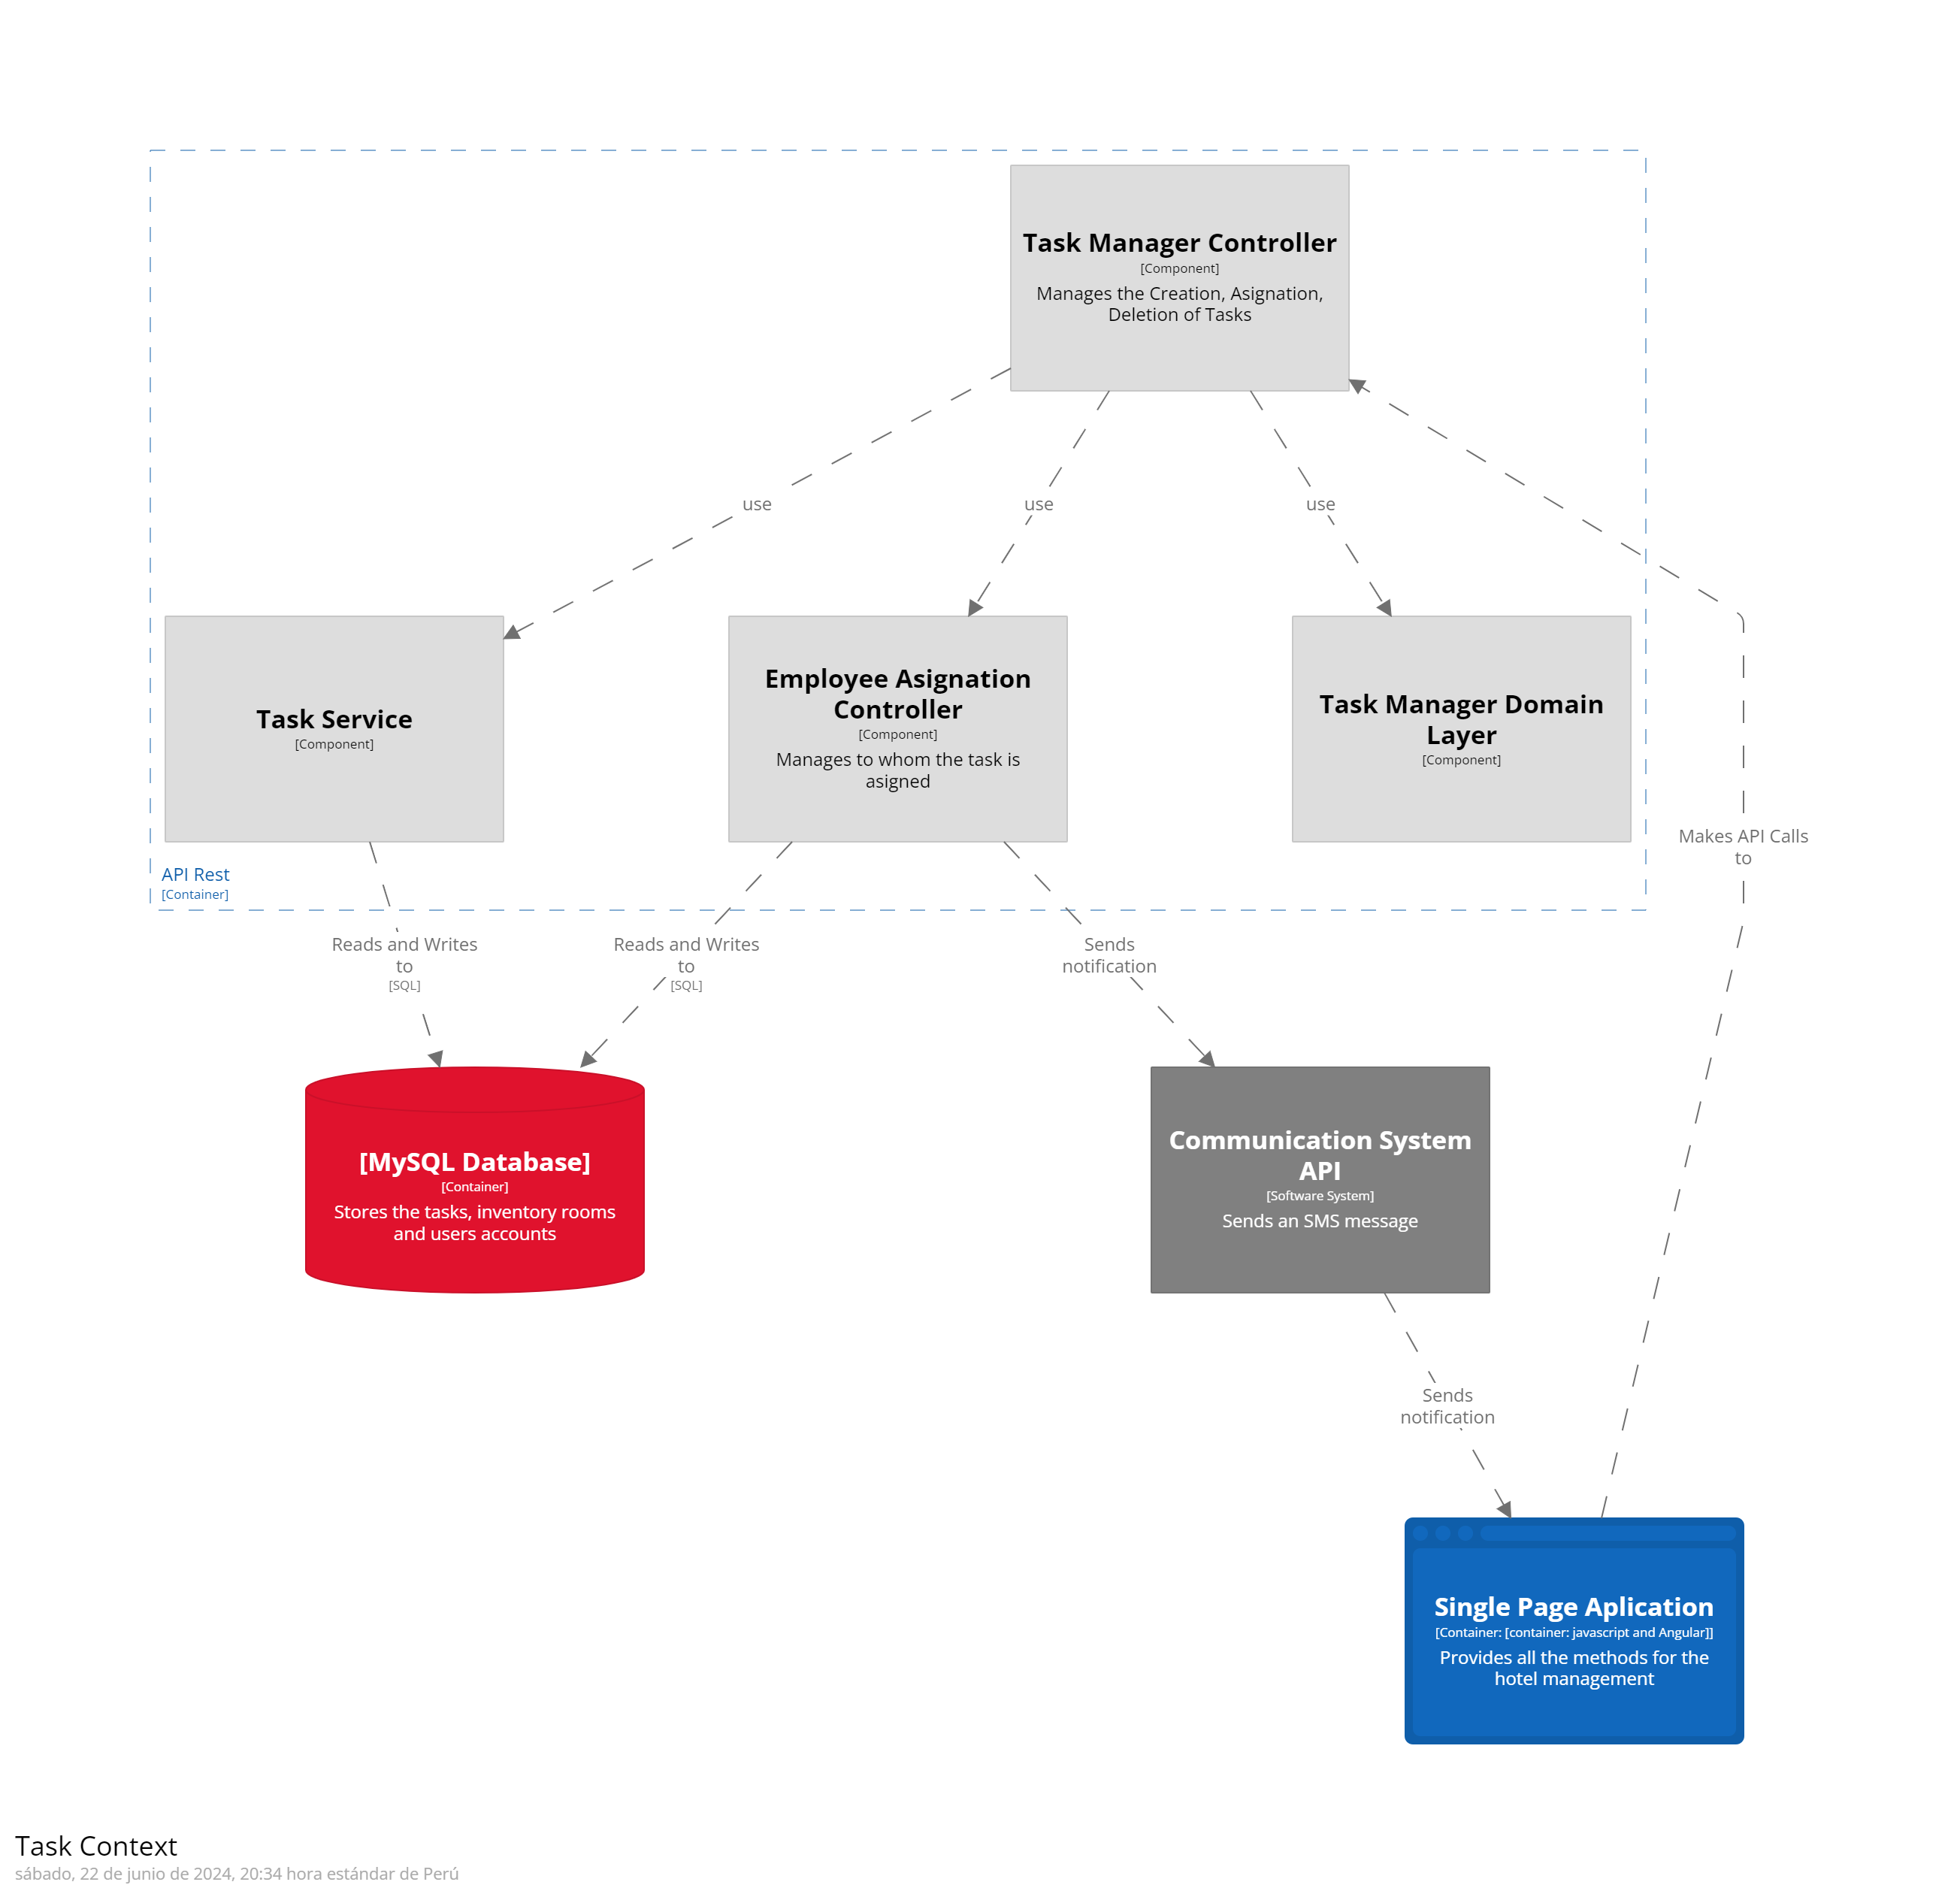 Task Manager Controller
[Component]
Manages the Creation, Asignation,
Deletion of Tasks
use
use
use
Task Service
[Component]
Employee Asignation
Controller
[Component]
Manages to whom the task is
asigned
Task Manager Domain
Layer
[Component]
Makes API Calls
to
API Rest
[Container]
Reads and Writes
to
[SQL]
Reads and Writes
to
[SQL]
Sends
notification
[MySQL Database]
[Container]
Stores the tasks, inventory rooms
and users accounts
Communication System
API
[Software System]
Sends an SMS message
Sends
notification
Single Page Aplication
[Container: [container: javascript and Angular]]
Provides all the methods for the
hotel management
Task Context
sábado, 22 de junio de 2024, 20:34 hora estándar de Perú